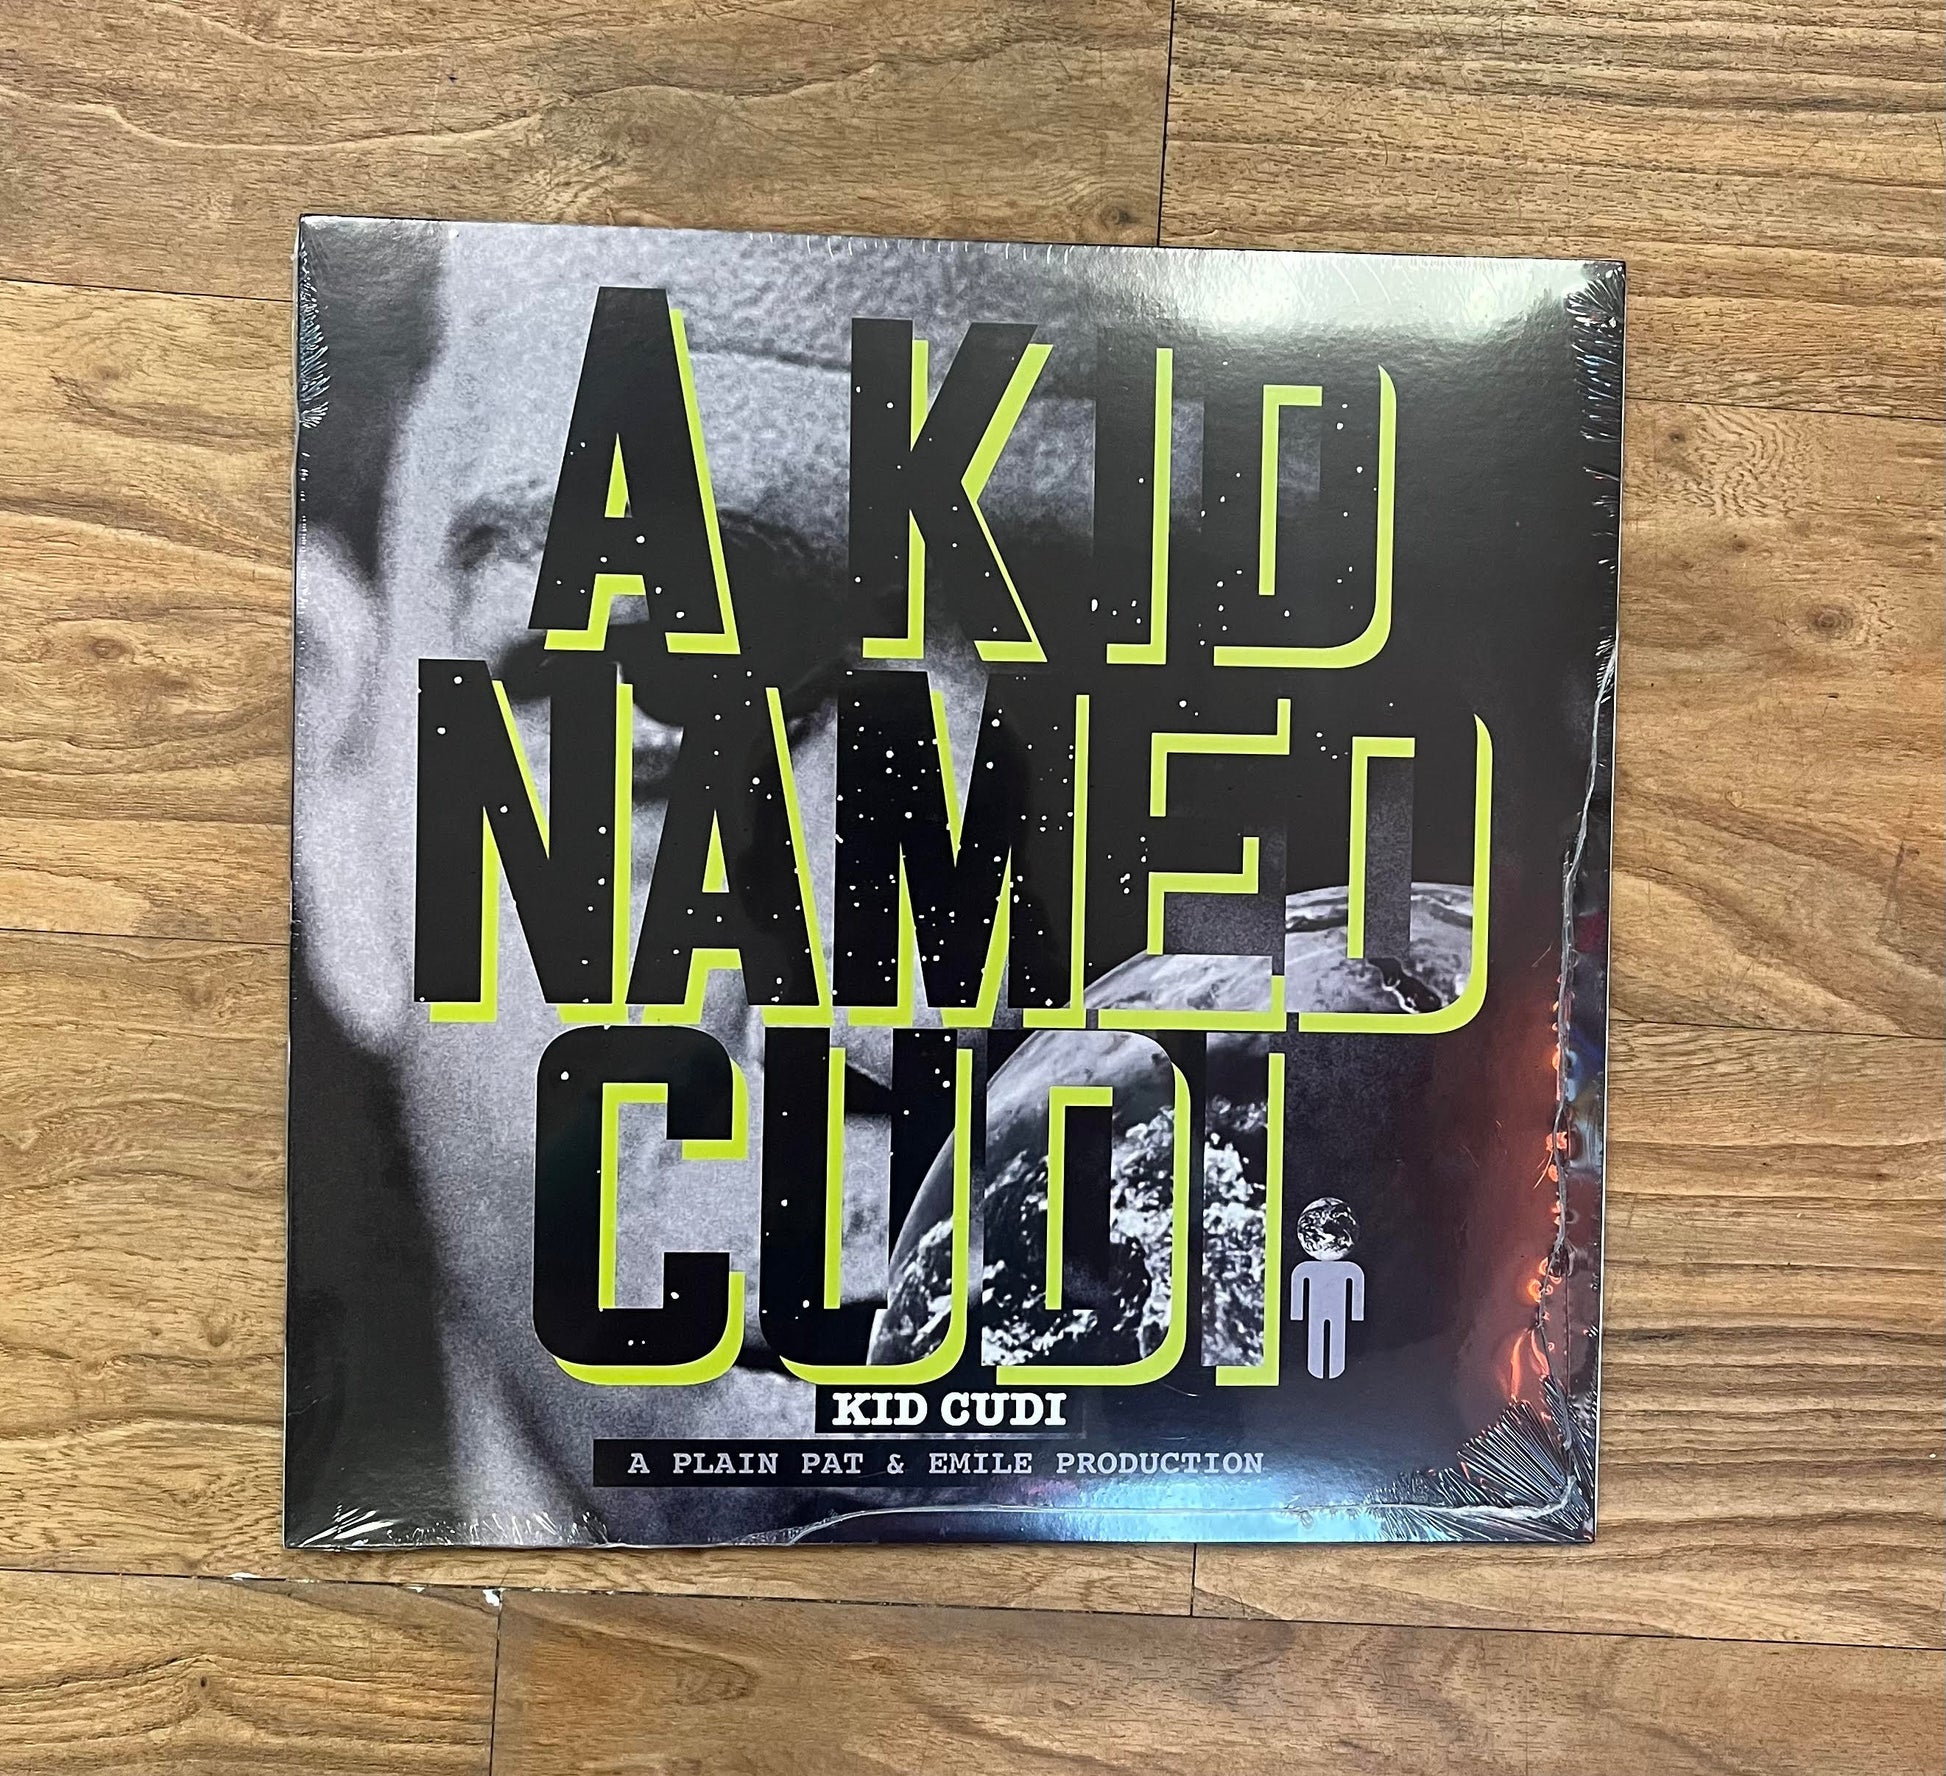 A KID
NAMED
CUDI
KID CUDI
A PLAIN PAT & EMILE PRODUCTION